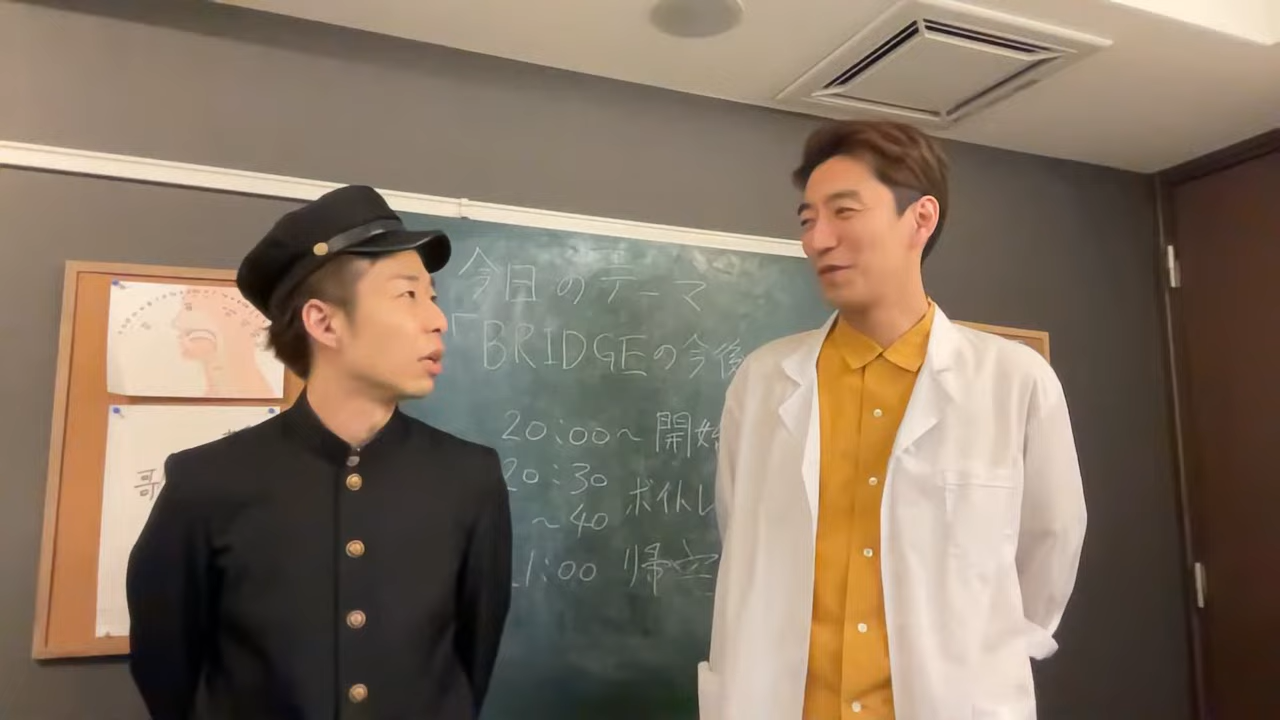 今日のテーマ
「BRIDGEの今後
20:00～ 開始
20:30
～40 ボイトレ
21:00 帰宅
哥